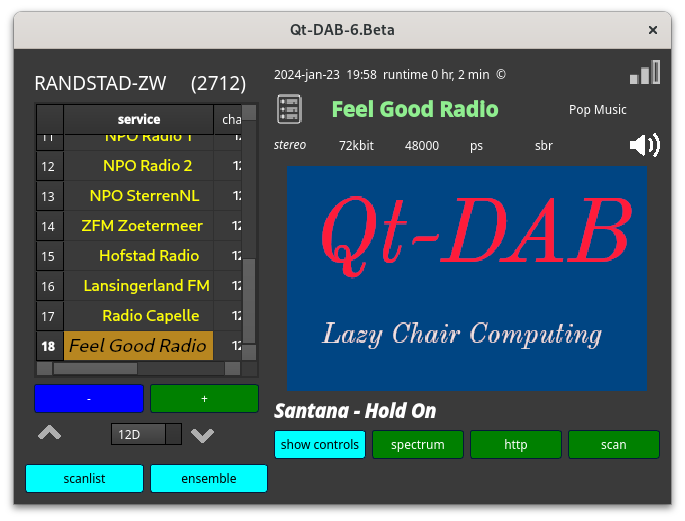 Qt-DAB-6.Beta
×
RANDSTAD-ZW (2712)
service cha
11 NPO Radio 1 12
12 NPO Radio 2 12
13 NPO SterrenNL 12
14 ZFM Zoetermeer 12
15 Hofstad Radio 12
16 Lansingerland FM 12
17 Radio Capelle 12
18 Feel Good Radio 12
- +
12D
scanlist ensemble
2024-jan-23 19:58 runtime 0 hr, 2 min ©
Feel Good Radio Pop Music
stereo 72kbit 48000 ps sbr
Qt-DAB
Lazy Chair Computing
Santana - Hold On
show controls spectrum http scan